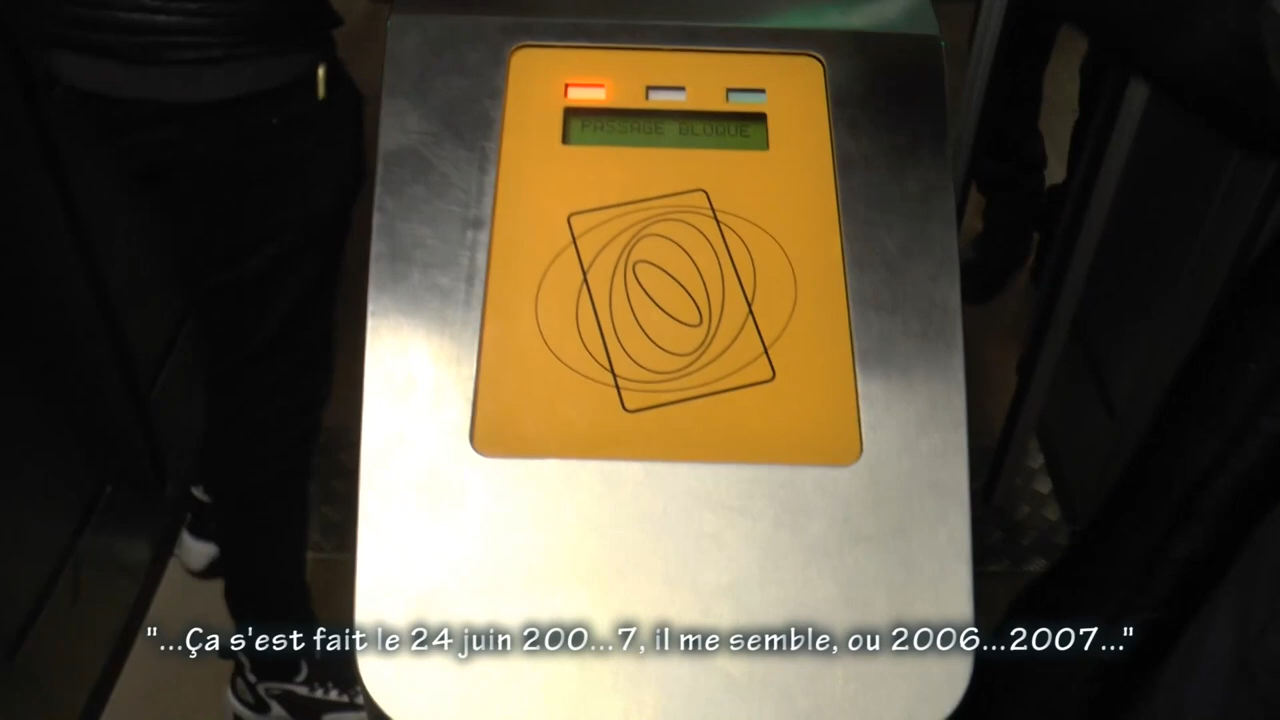 PASSAGE BLOQUE
"...Ça s'est fait le 24 juin 200...7, il me semble, ou 2006...2007..."